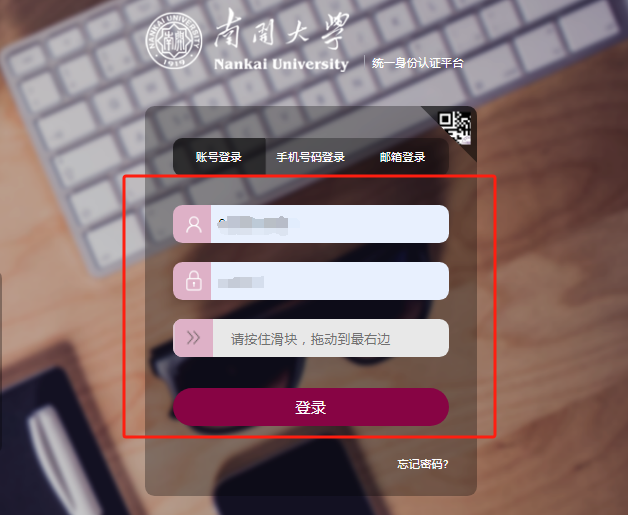 南開大學
NANKAI UNIVERSITY
1919
Nankai University
统一身份认证平台
账号登录 手机号码登录 邮箱登录
请按住滑块，拖动到最右边
登录
忘记密码?